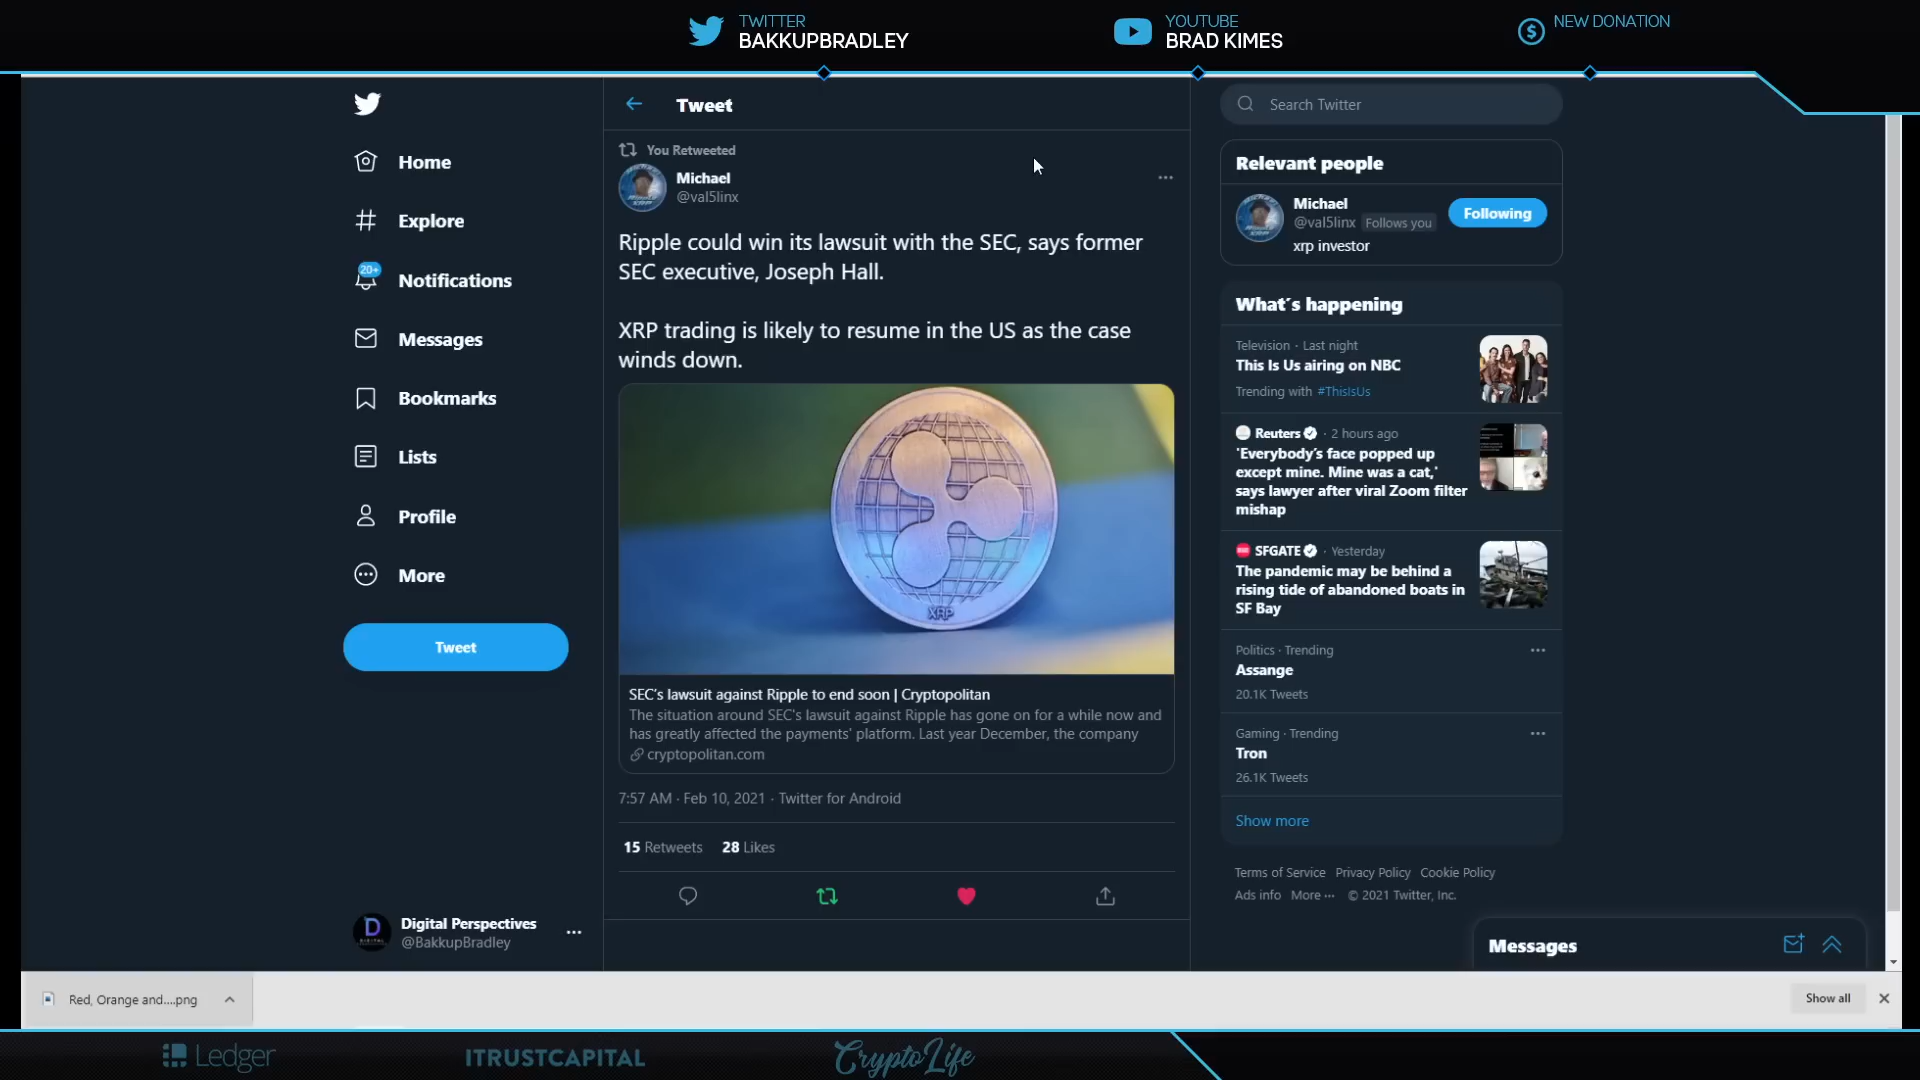 TWITTER
BAKKUPBRADLEY
YOUTUBE
BRAD KIMES
NEW DONATION
Home
Explore
20+
Notifications
Messages
Bookmarks
Lists
Profile
More
Tweet
Digital Perspectives
@BakkupBradley
Tweet
You Retweeted
Michael
@val5linx
Ripple could win its lawsuit with the SEC, says former
SEC executive, Joseph Hall.
XRP trading is likely to resume in the US as the case
winds down.
XRP
SEC's lawsuit against Ripple to end soon | Cryptopolitan
The situation around SEC's lawsuit against Ripple has gone on for a while now and
has greatly affected the payments' platform. Last year December, the company
cryptopolitan.com
7:57 AM · Feb 10, 2021 · Twitter for Android
15 Retweets 28 Likes
Search Twitter
Relevant people
Michael
@val5linx Follows you
Following
xrp investor
What's happening
Television · Last night
This Is Us airing on NBC
Trending with #ThisIsUs
Reuters · 2 hours ago
'Everybody's face popped up
except mine. Mine was a cat,'
says lawyer after viral Zoom filter
mishap
SFGATE · Yesterday
The pandemic may be behind a
rising tide of abandoned boats in
SF Bay
Politics · Trending
Assange
20.1K Tweets
Gaming · Trending
Tron
26.1K Tweets
Show more
Terms of Service Privacy Policy Cookie Policy
Ads info More ··· © 2021 Twitter, Inc.
Messages
Red, Orange and....png
Show all
Ledger
ITRUSTCAPITAL
CryptoLife